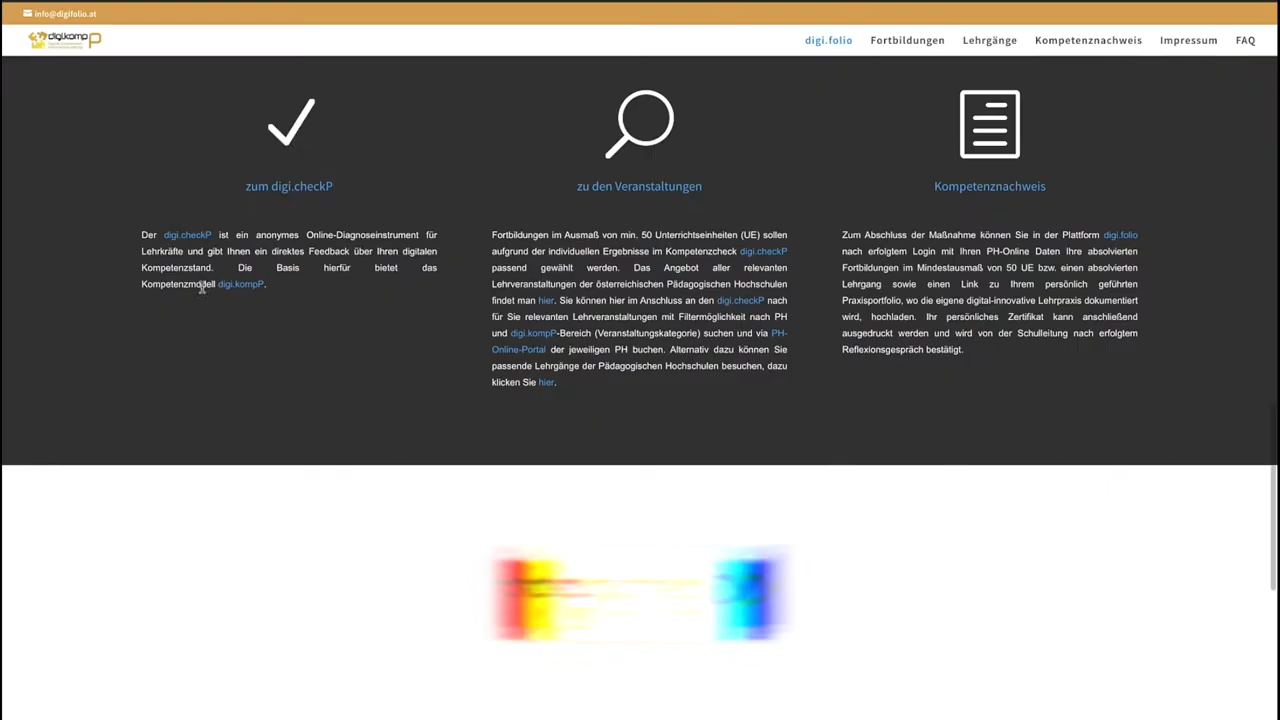 info@digifolio.at
digi.kompP
digi.folio Fortbildungen Lehrgänge Kompetenznachweis Impressum FAQ
zum digi.checkP
Der digi.checkP ist ein anonymes Online-Diagnoseinstrument für
Lehrkräfte und gibt Ihnen ein direktes Feedback über Ihren digitalen
Kompetenzstand. Die Basis hierfür bietet das
Kompetenzmodell digi.kompP.
zu den Veranstaltungen
Fortbildungen im Ausmaß von min. 50 Unterrichtseinheiten (UE) sollen
aufgrund der individuellen Ergebnisse im Kompetenzcheck digi.checkP
passend gewählt werden. Das Angebot aller relevanten
Lehrveranstaltungen der österreichischen Pädagogischen Hochschulen
findet man hier. Sie können hier im Anschluss an den digi.checkP nach
für Sie relevanten Lehrveranstaltungen mit Filtermöglichkeit nach PH
und digi.kompP-Bereich (Veranstaltungskategorie) suchen und via PH-
Online-Portal der jeweiligen PH buchen. Alternativ dazu können Sie
passende Lehrgänge der Pädagogischen Hochschulen besuchen, dazu
klicken Sie hier.
Kompetenznachweis
Zum Abschluss der Maßnahme können Sie in der Plattform digi.folio
nach erfolgtem Login mit Ihren PH-Online Daten Ihre absolvierten
Fortbildungen im Mindestausmaß von 50 UE bzw. einen absolvierten
Lehrgang sowie einen Link zu Ihrem persönlich geführten
Praxisportfolio, wo die eigene digital-innovative Lehrpraxis dokumentiert
wird, hochladen. Ihr persönliches Zertifikat kann anschließend
ausgedruckt werden und wird von der Schulleitung nach erfolgtem
Reflexionsgespräch bestätigt.